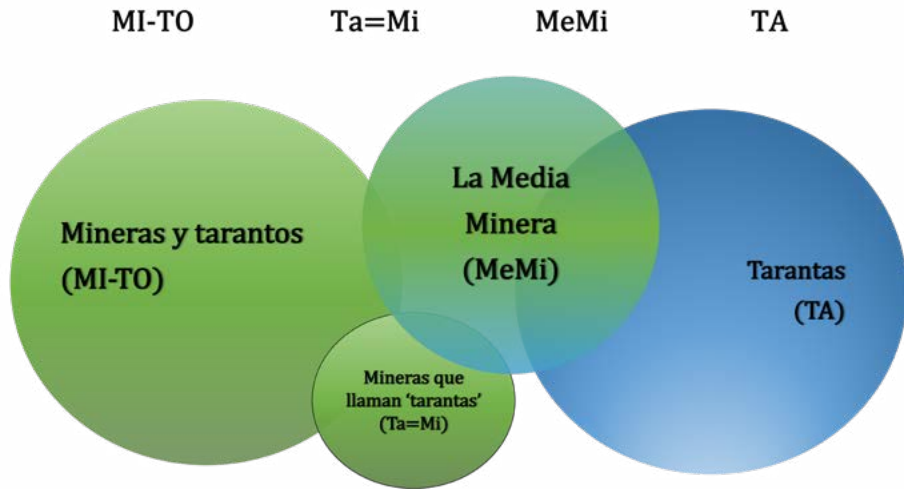 MI-TO Ta=Mi MeMi TA
La Media
Minera
(MeMi)
Mineras y tarantos
(MI-TO)
Tarantas
(TA)
Mineras que
llaman ‘tarantas’
(Ta=Mi)